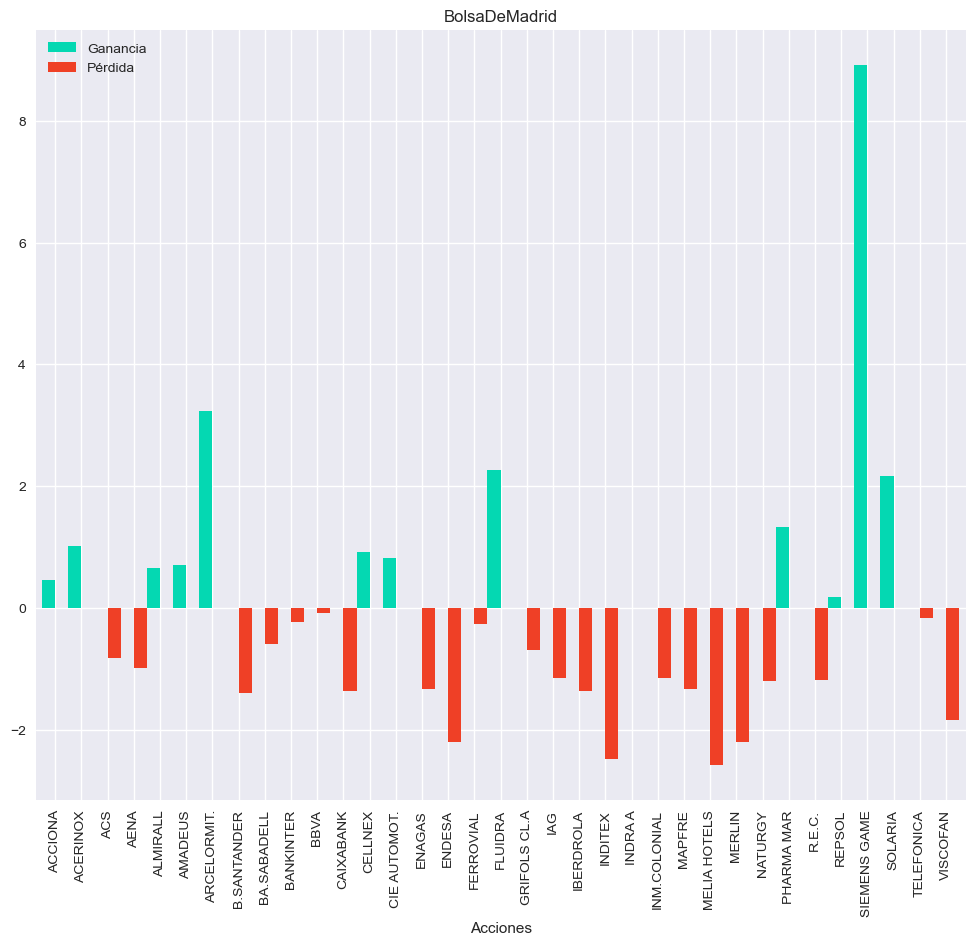 BolsaDeMadrid
Ganancia
Pérdida
8
6
4
2
0
−2
ACCIONA
ACERINOX
ACS
AENA
ALMIRALL
AMADEUS
ARCELORMIT.
B.SANTANDER
BA.SABADELL
BANKINTER
BBVA
CAIXABANK
CELLNEX
CIE AUTOMOT.
ENAGAS
ENDESA
FERROVIAL
FLUIDRA
GRIFOLS CL.A
IAG
IBERDROLA
INDITEX
INDRA A
INM.COLONIAL
MAPFRE
MELIA HOTELS
MERLIN
NATURGY
PHARMA MAR
R.E.C.
REPSOL
SIEMENS GAME
SOLARIA
TELEFONICA
VISCOFAN
Acciones